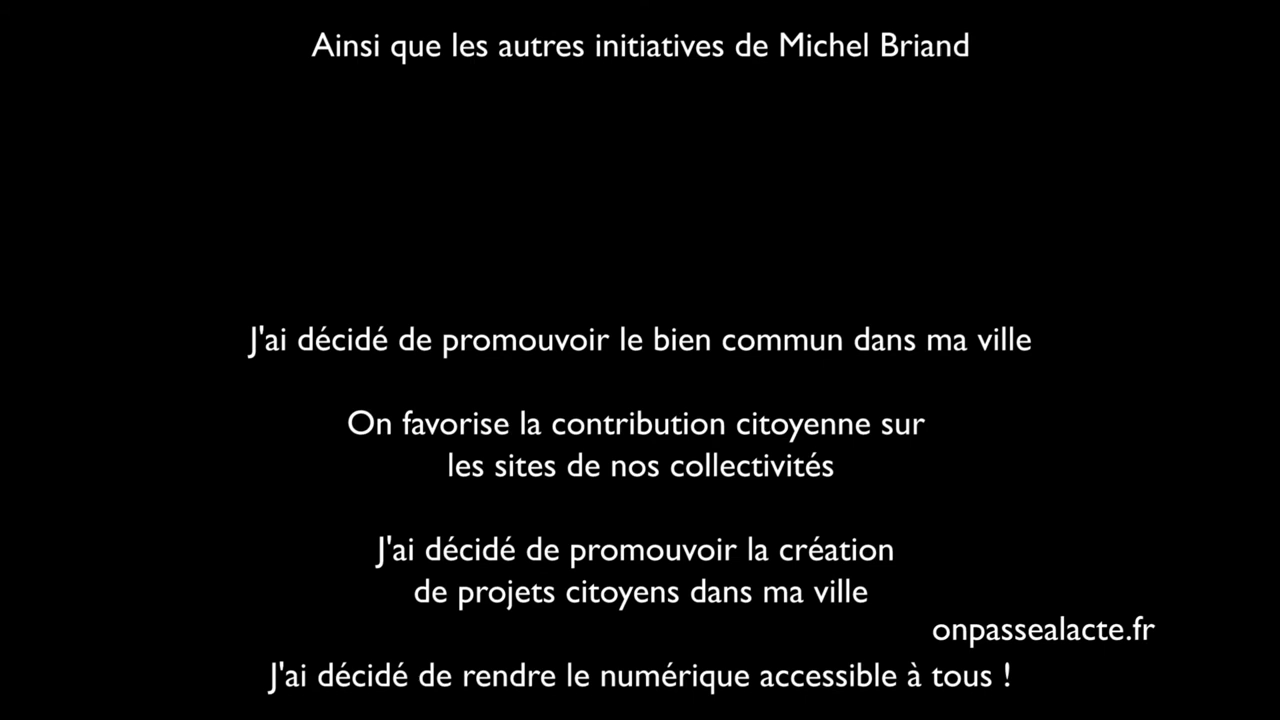 Ainsi que les autres initiatives de Michel Briand
J'ai décidé de promouvoir le bien commun dans ma ville
On favorise la contribution citoyenne sur
les sites de nos collectivités
J'ai décidé de promouvoir la création
de projets citoyens dans ma ville
onpassealacte.fr
J'ai décidé de rendre le numérique accessible à tous !